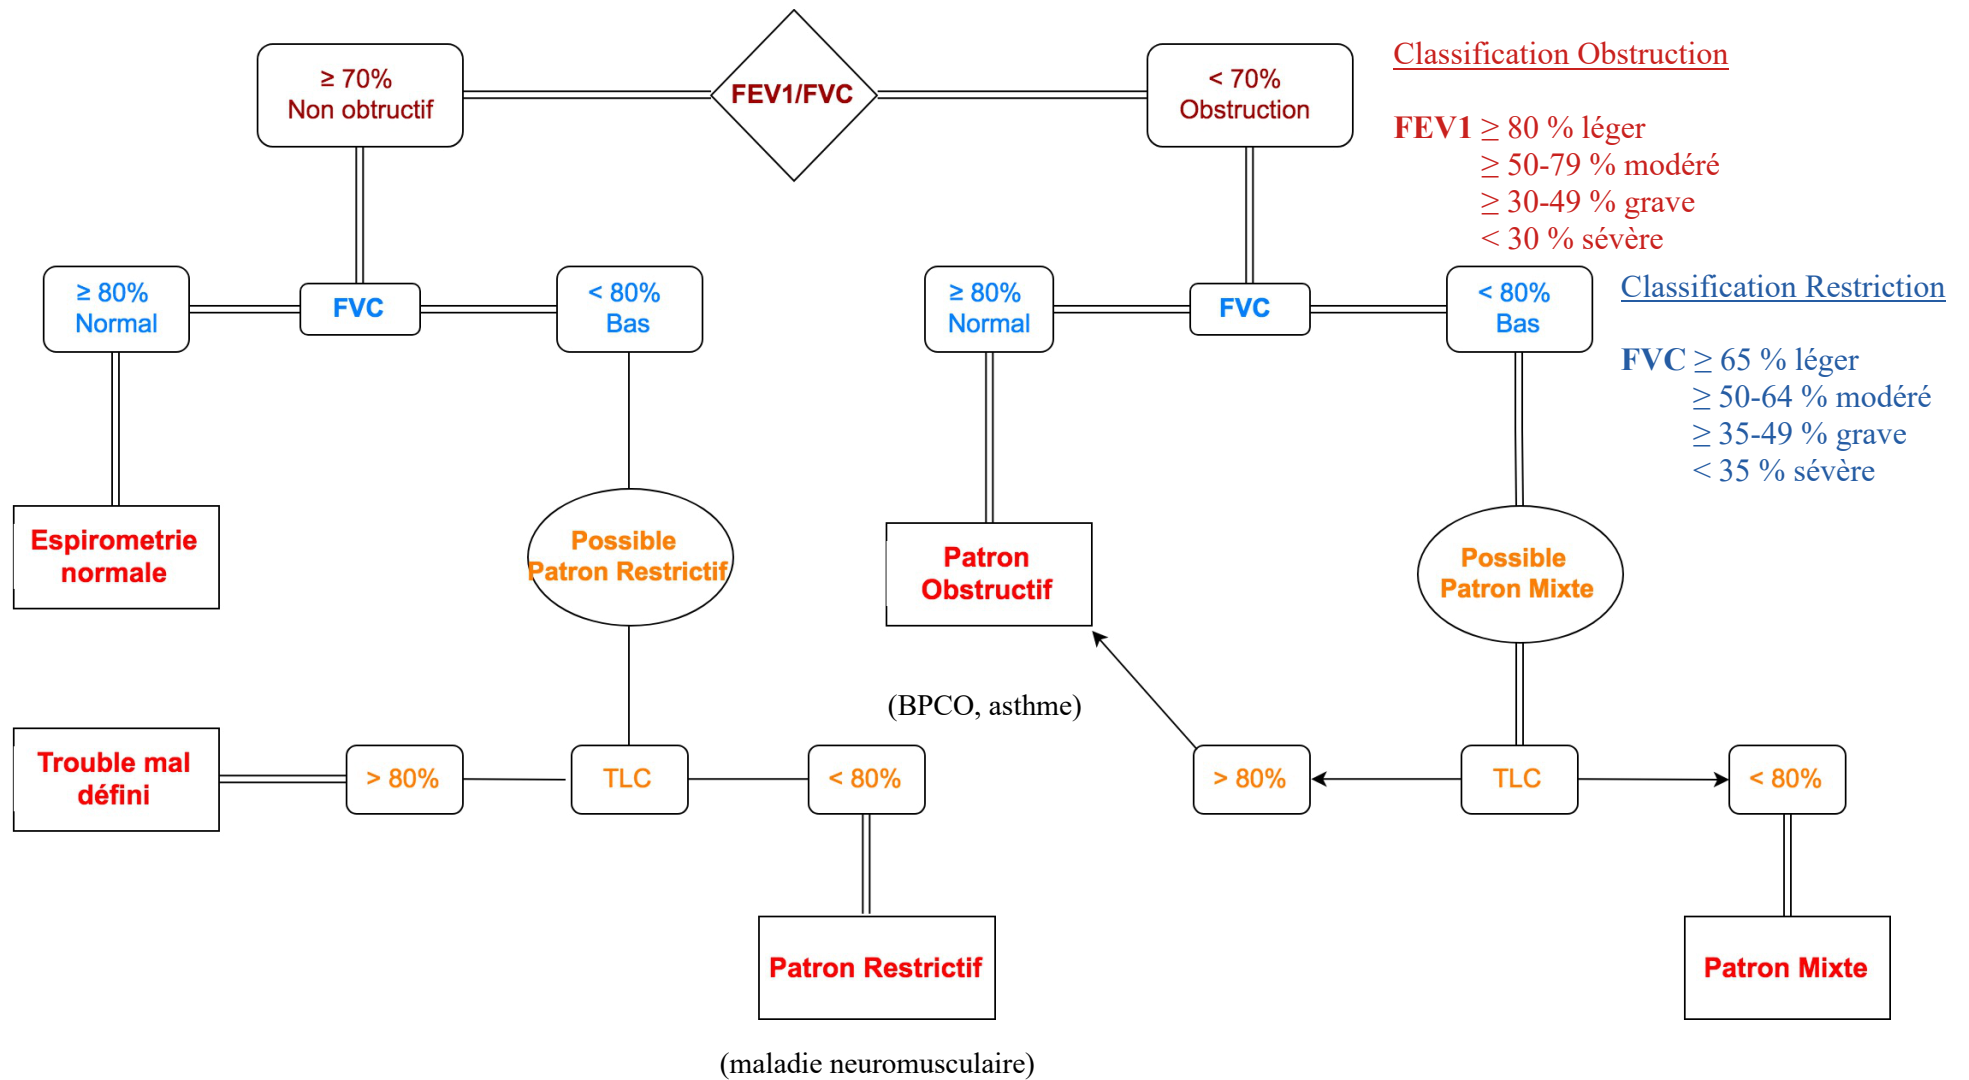 ≥ 70%
Non obtructif
FEV1/FVC
< 70%
Obstruction
Classification Obstruction
FEV1 ≥ 80 % léger
≥ 50-79 % modéré
≥ 30-49 % grave
< 30 % sévère
≥ 80%
Normal
FVC
< 80%
Bas
≥ 80%
Normal
FVC
< 80%
Bas
Classification Restriction
FVC ≥ 65 % léger
≥ 50-64 % modéré
≥ 35-49 % grave
< 35 % sévère
Espirometrie
normale
Possible
Patron Restrictif
Patron
Obstructif
Possible
Patron Mixte
(BPCO, asthme)
Trouble mal
défini
> 80%
TLC
< 80%
> 80%
TLC
< 80%
Patron Restrictif
Patron Mixte
(maladie neuromusculaire)